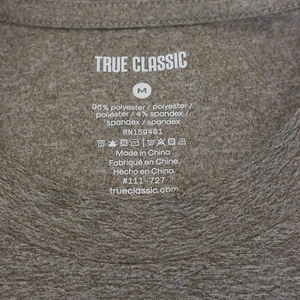 TRUE CLASSIC
M
96% polyester / polyester /
poliéster / 4% spandex /
spandex / spandex
RN159401
Made in China
Fabriqué en Chine
Hecho en China
#111-727
trueclassic.com